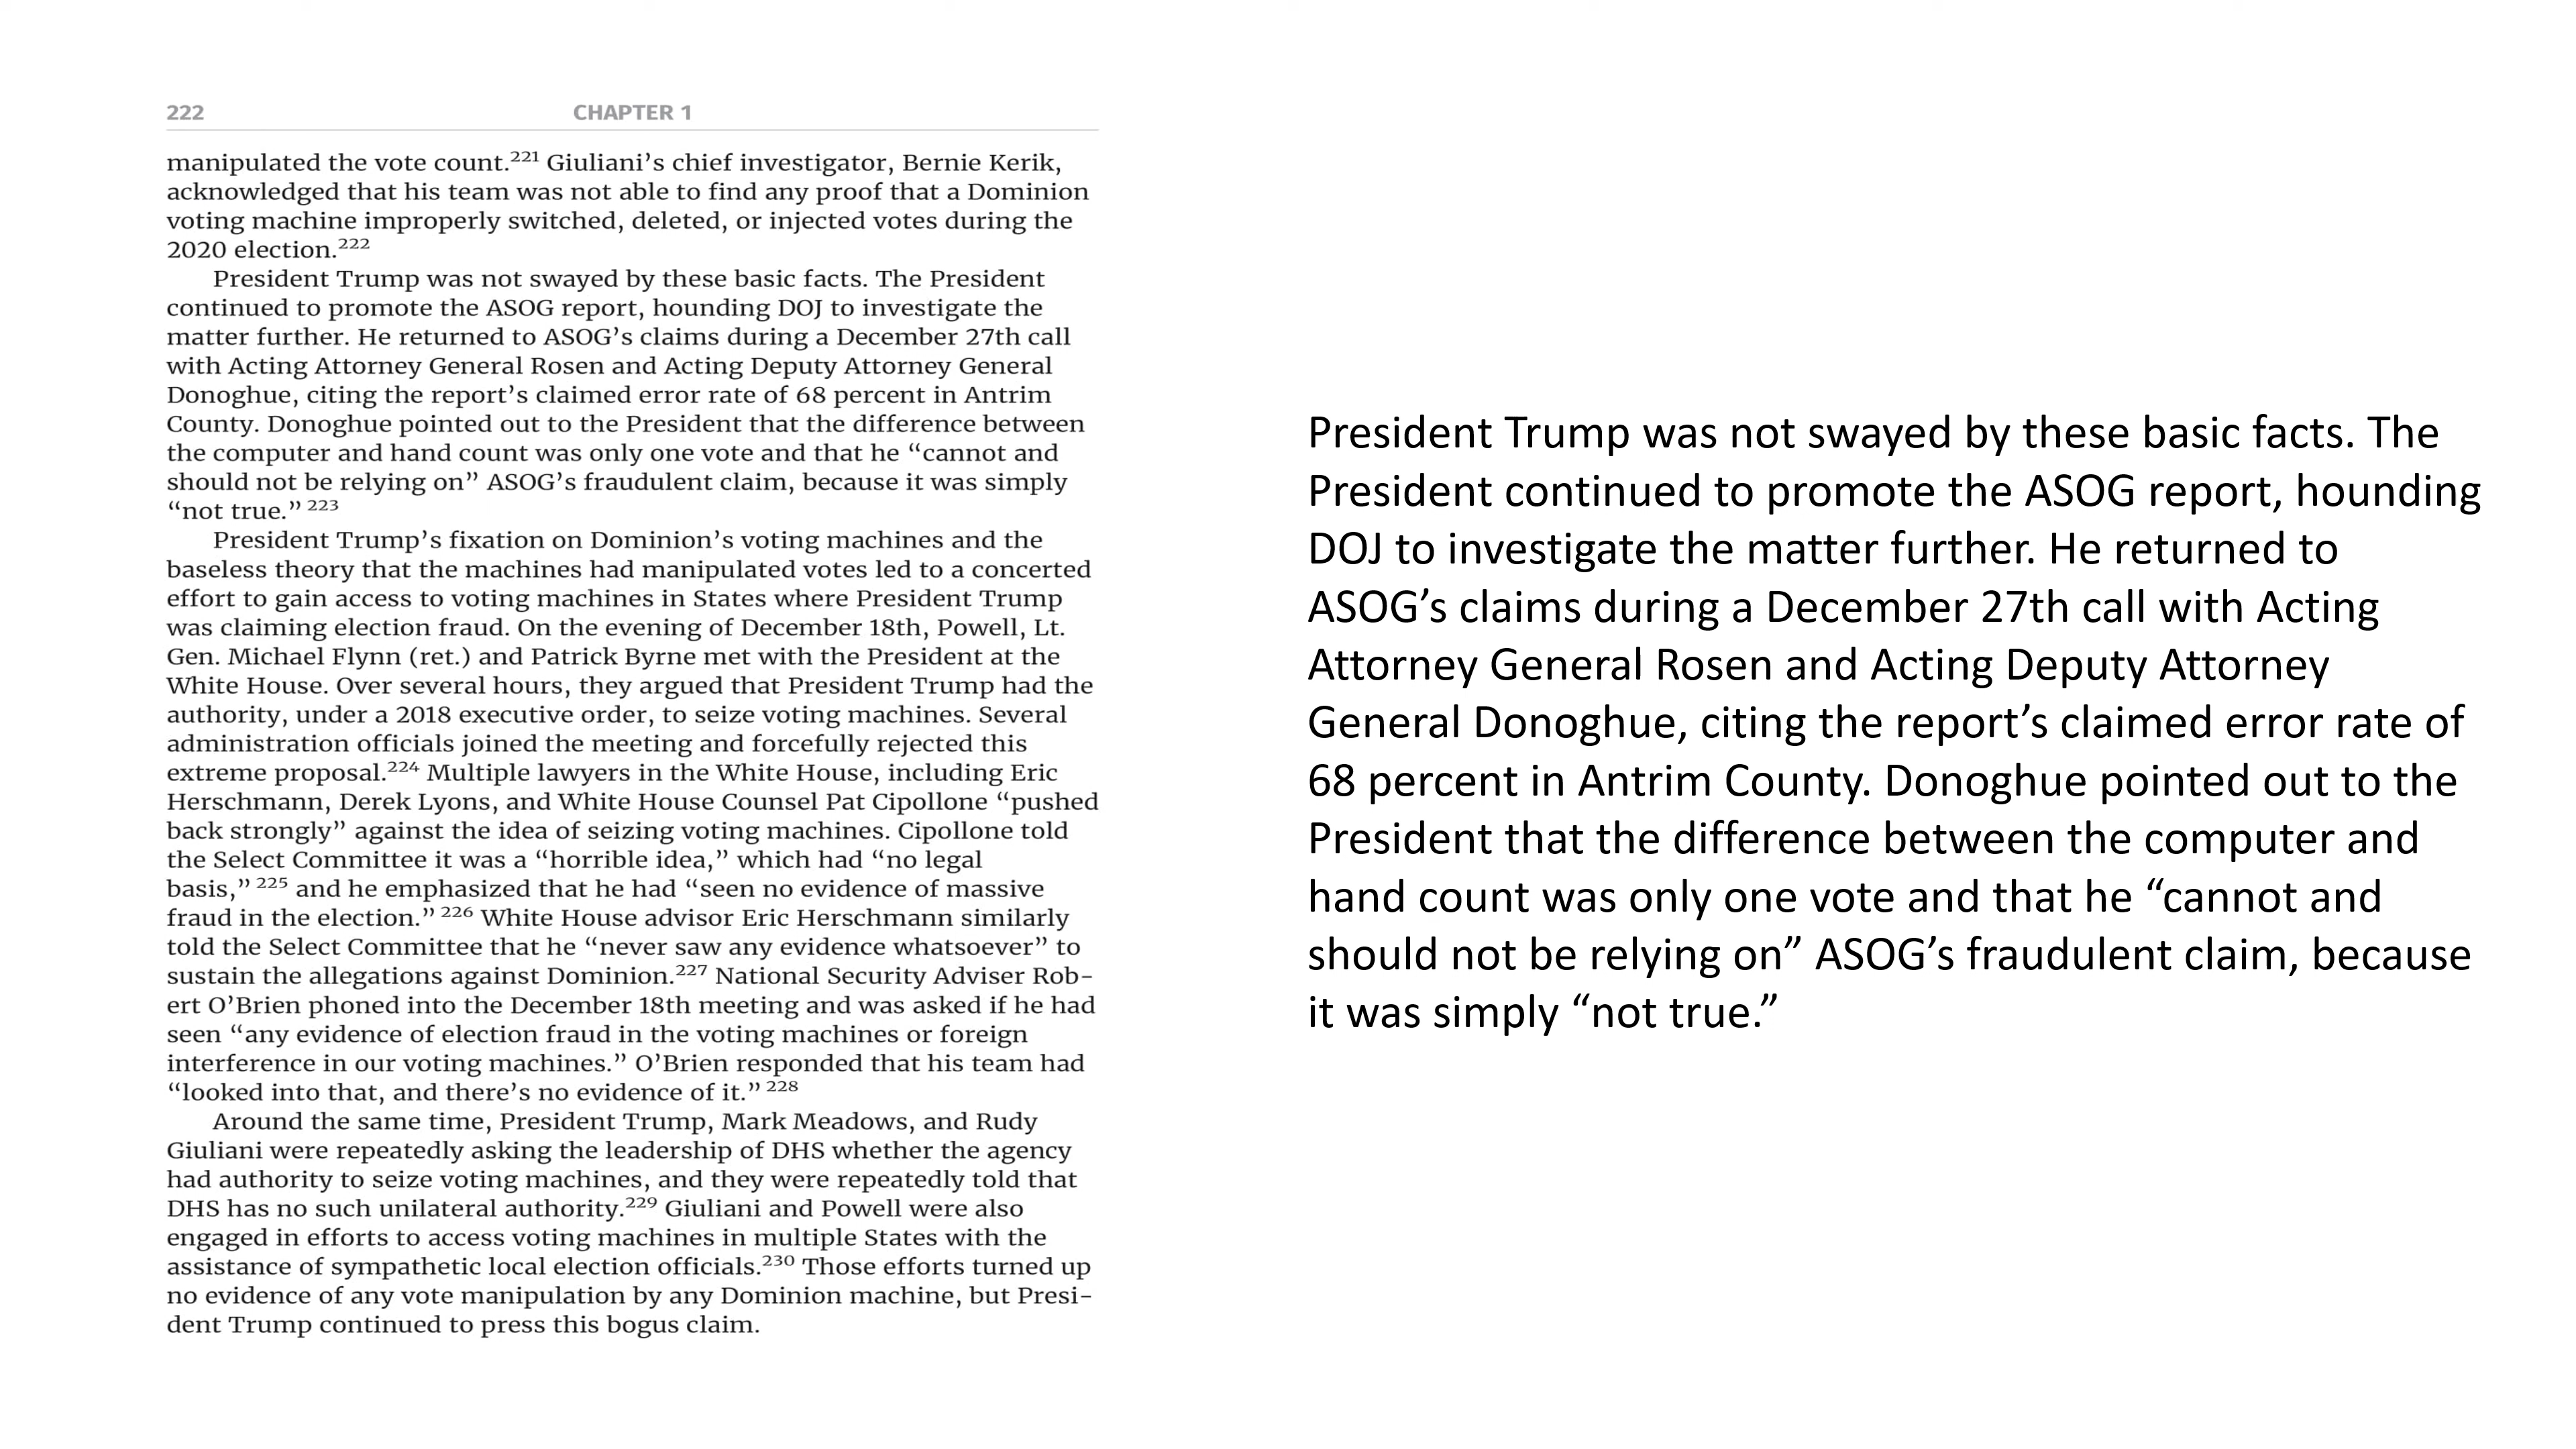 222 CHAPTER 1
manipulated the vote count.221 Giuliani’s chief investigator, Bernie Kerik,
acknowledged that his team was not able to find any proof that a Dominion
voting machine improperly switched, deleted, or injected votes during the
2020 election.222
President Trump was not swayed by these basic facts. The President
continued to promote the ASOG report, hounding DOJ to investigate the
matter further. He returned to ASOG’s claims during a December 27th call
with Acting Attorney General Rosen and Acting Deputy Attorney General
Donoghue, citing the report’s claimed error rate of 68 percent in Antrim
County. Donoghue pointed out to the President that the difference between
the computer and hand count was only one vote and that he “cannot and
should not be relying on” ASOG’s fraudulent claim, because it was simply
“not true.” 223
President Trump’s fixation on Dominion’s voting machines and the
baseless theory that the machines had manipulated votes led to a concerted
effort to gain access to voting machines in States where President Trump
was claiming election fraud. On the evening of December 18th, Powell, Lt.
Gen. Michael Flynn (ret.) and Patrick Byrne met with the President at the
White House. Over several hours, they argued that President Trump had the
authority, under a 2018 executive order, to seize voting machines. Several
administration officials joined the meeting and forcefully rejected this
extreme proposal.224 Multiple lawyers in the White House, including Eric
Herschmann, Derek Lyons, and White House Counsel Pat Cipollone “pushed
back strongly” against the idea of seizing voting machines. Cipollone told
the Select Committee it was a “horrible idea,” which had “no legal
basis,” 225 and he emphasized that he had “seen no evidence of massive
fraud in the election.” 226 White House advisor Eric Herschmann similarly
told the Select Committee that he “never saw any evidence whatsoever” to
sustain the allegations against Dominion.227 National Security Adviser Rob-
ert O’Brien phoned into the December 18th meeting and was asked if he had
seen “any evidence of election fraud in the voting machines or foreign
interference in our voting machines.” O’Brien responded that his team had
“looked into that, and there’s no evidence of it.” 228
Around the same time, President Trump, Mark Meadows, and Rudy
Giuliani were repeatedly asking the leadership of DHS whether the agency
had authority to seize voting machines, and they were repeatedly told that
DHS has no such unilateral authority.229 Giuliani and Powell were also
engaged in efforts to access voting machines in multiple States with the
assistance of sympathetic local election officials.230 Those efforts turned up
no evidence of any vote manipulation by any Dominion machine, but Presi-
dent Trump continued to press this bogus claim.
President Trump was not swayed by these basic facts. The
President continued to promote the ASOG report, hounding
DOJ to investigate the matter further. He returned to
ASOG’s claims during a December 27th call with Acting
Attorney General Rosen and Acting Deputy Attorney
General Donoghue, citing the report’s claimed error rate of
68 percent in Antrim County. Donoghue pointed out to the
President that the difference between the computer and
hand count was only one vote and that he “cannot and
should not be relying on” ASOG’s fraudulent claim, because
it was simply “not true.”